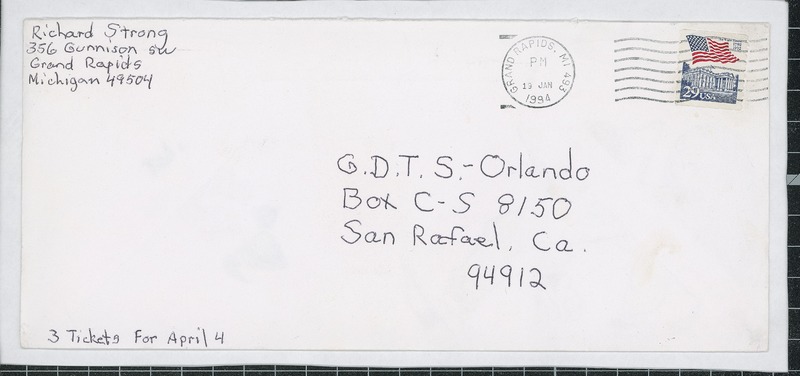 Richard Strong
356 Gunnison SW
Grand Rapids
Michigan 49504
GRAND RAPIDS, MI 493
PM
19 JAN
1994
29 USA
G.D.T. S.-Orlando
Box C-S 8150
San Rafael, Ca.
94912
3 Tickets For April 4